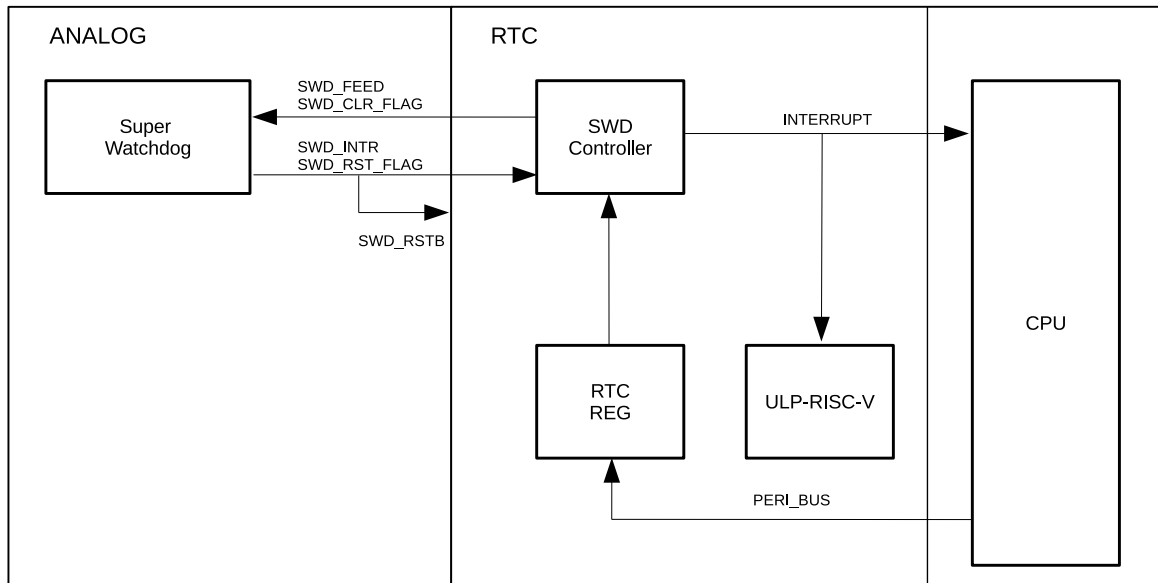 ANALOG
RTC
SWD_FEED
SWD_CLR_FLAG
Super
Watchdog
SWD_INTR
SWD_RST_FLAG
SWD_RSTB
SWD
Controller
INTERRUPT
CPU
RTC
REG
ULP-RISC-V
PERI_BUS